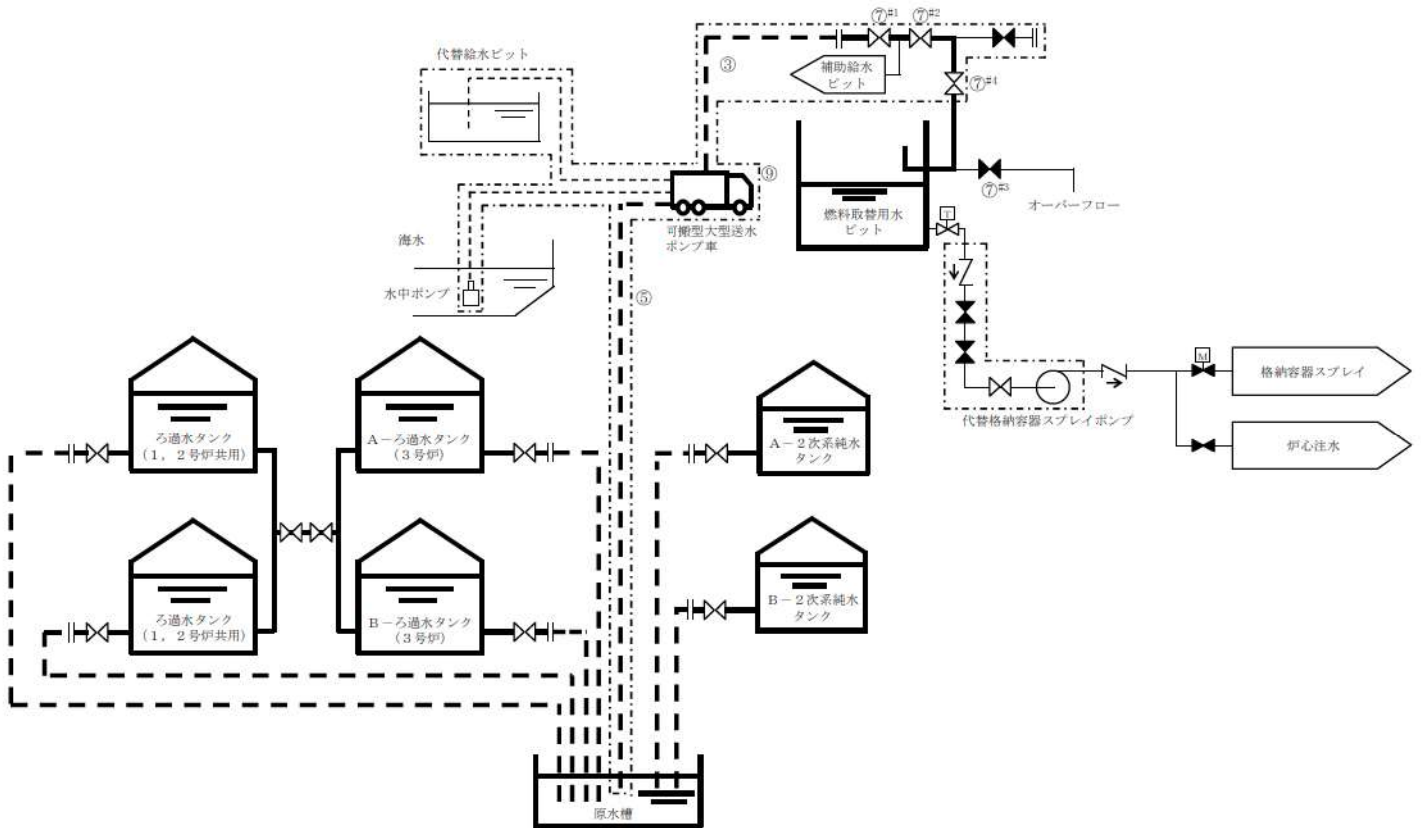 ⑦#1
⑦#2
代替給水ピット
③
補助給水
ピット
⑦#4
⑨
⑦#3
オーバーフロー
燃料取替用水
ピット
T
可搬型大型送水
ポンプ車
海水
水中ポンプ
⑤
M
格納容器スプレイ
代替格納容器スプレイポンプ
炉心注水
ろ過水タンク
(1,2号炉共用)
A-ろ過水タンク
(3号炉)
A-2次系純水
タンク
ろ過水タンク
(1,2号炉共用)
B-ろ過水タンク
(3号炉)
B-2次系純水
タンク
原水槽